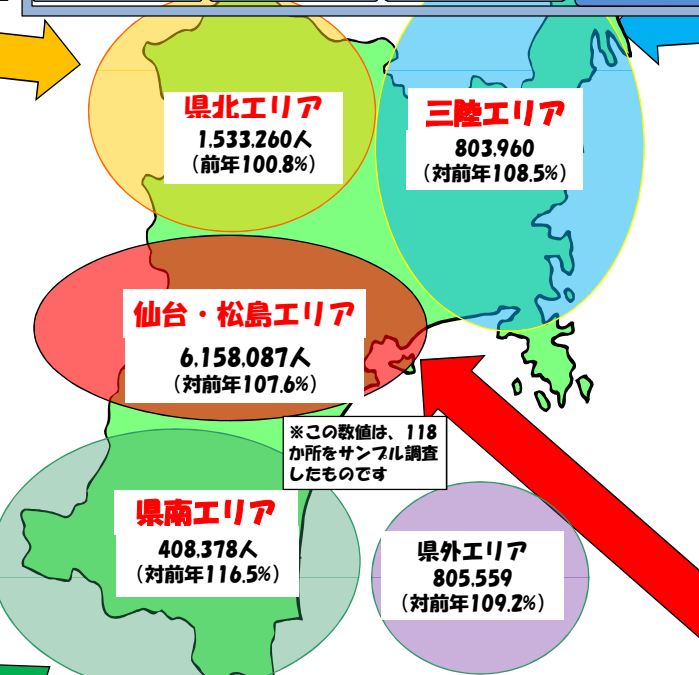 県北エリア
1,533,260人
（前年100.8%）
三陸エリア
803,960
（対前年108.5%）
仙台・松島エリア
6,158,087人
（対前年107.6%）
※この数値は、118
か所をサンプル調査
したものです
県南エリア
408,378人
（対前年116.5%）
県外エリア
805,559
（対前年109.2%）